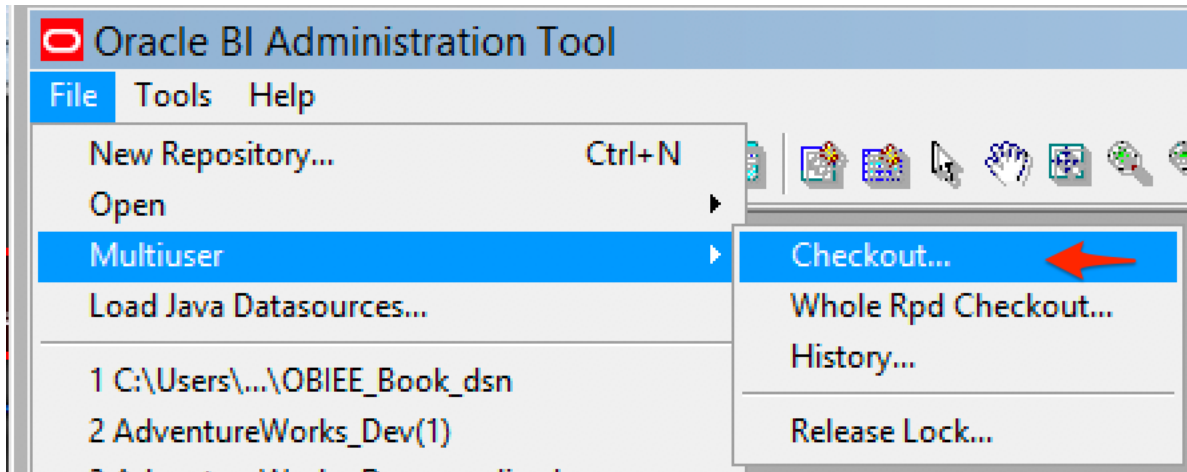 Oracle BI Administration Tool
File Tools Help
New Repository... Ctrl+N
Open
Multiuser
Load Java Datasources...
1 C:\Users\...\OBIEE_Book_dsn
2 AdventureWorks_Dev(1)
Checkout...
Whole Rpd Checkout...
History...
Release Lock...